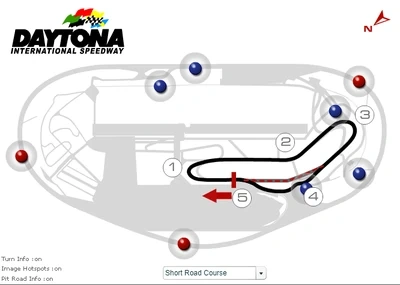 DAYTONA
INTERNATIONAL SPEEDWAY
N
1
2
3
4
5
Turn Info : on
Image Hotspots : on
Pit Road Info : on
Short Road Course